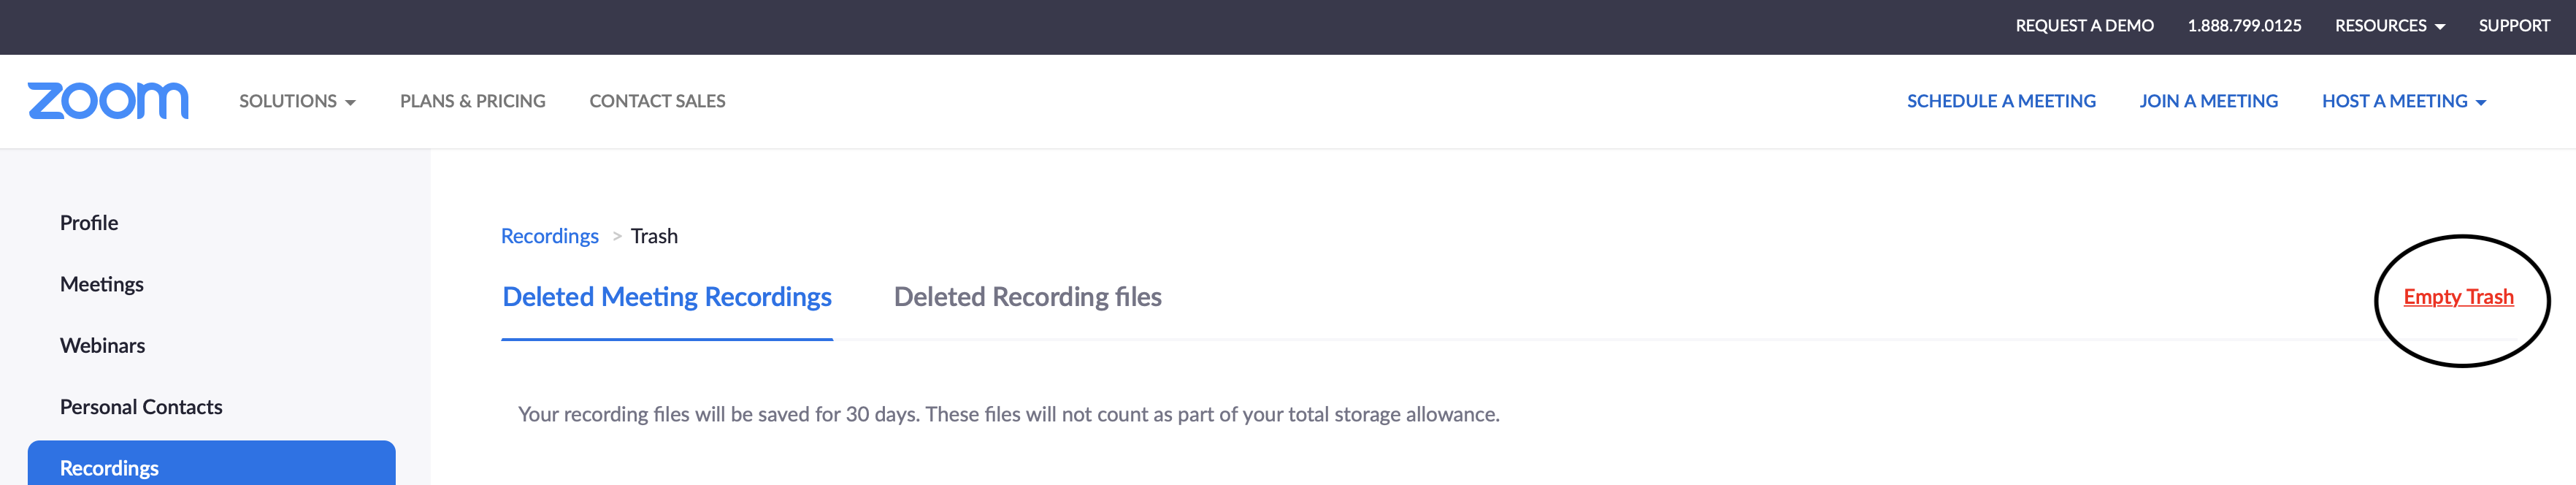 REQUEST A DEMO 1.888.799.0125 RESOURCES SUPPORT
zoom SOLUTIONS PLANS & PRICING CONTACT SALES SCHEDULE A MEETING JOIN A MEETING HOST A MEETING
Profile
Meetings
Webinars
Personal Contacts
Recordings
Recordings > Trash
Deleted Meeting Recordings Deleted Recording files Empty Trash
Your recording files will be saved for 30 days. These files will not count as part of your total storage allowance.